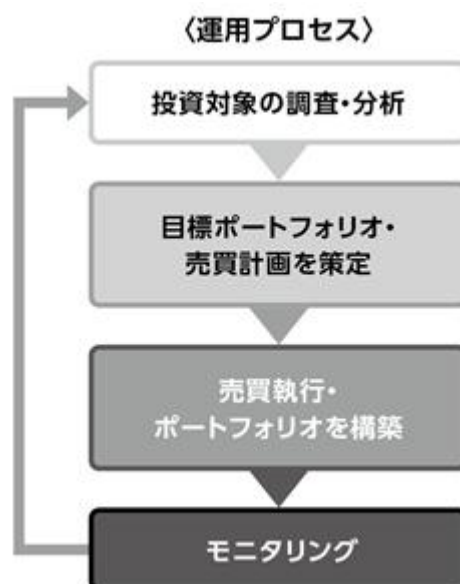 〈運用プロセス〉
投資対象の調査・分析
目標ポートフォリオ・
売買計画を策定
売買執行・
ポートフォリオを構築
モニタリング